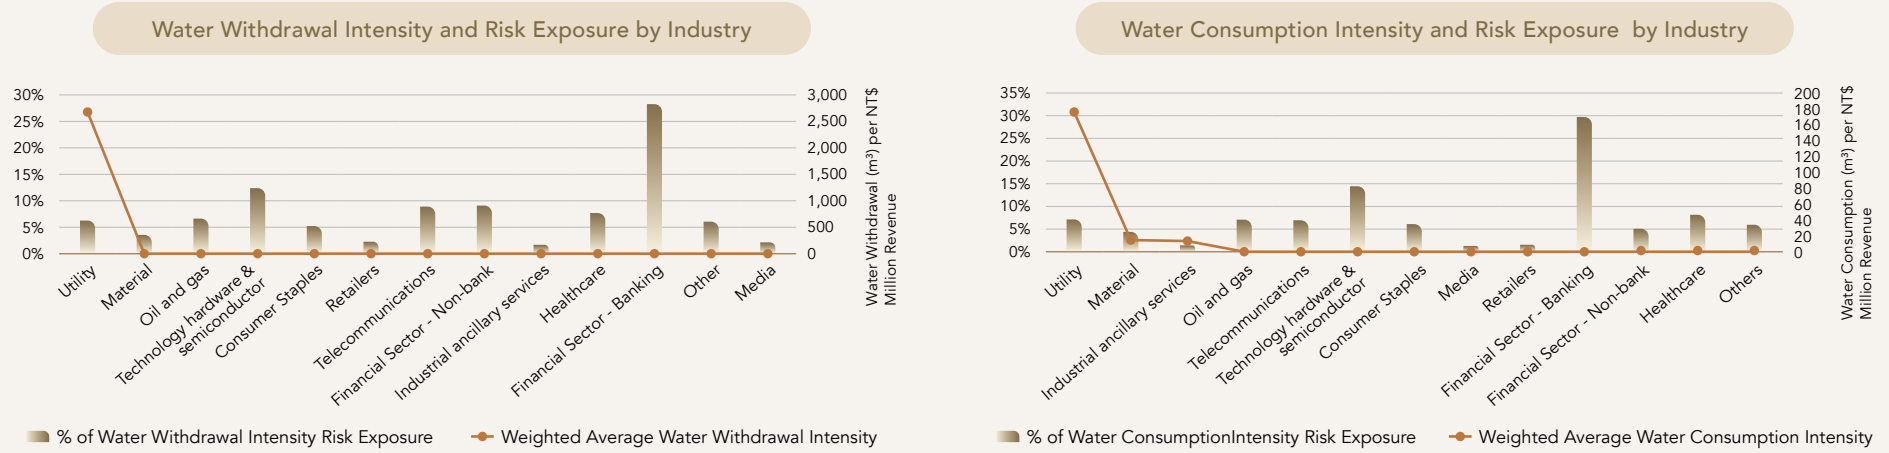 Water Withdrawal Intensity and Risk Exposure by Industry
30%
25%
20%
15%
10%
5%
0%
3,000
2,500
2,000
1,500
1,000
500
0
Water Withdrawal (m³) per NT$
Million Revenue
Utility
Material
Oil and gas
Technology hardware &
semiconductor
Consumer Staples
Retailers
Telecommunications
Financial Sector - Non-bank
Industrial ancillary services
Healthcare
Financial Sector - Banking
Other
Media
% of Water Withdrawal Intensity Risk Exposure
Weighted Average Water Withdrawal Intensity
Water Consumption Intensity and Risk Exposure by Industry
35%
30%
25%
20%
15%
10%
5%
0%
200
180
160
140
120
100
80
60
40
20
0
Water Consumption (m³) per NT$
Million Revenue
Utility
Material
Industrial ancillary services
Oil and gas
Telecommunications
Technology hardware &
semiconductor
Consumer Staples
Media
Retailers
Financial Sector - Banking
Financial Sector - Non-bank
Healthcare
Others
% of Water ConsumptionIntensity Risk Exposure
Weighted Average Water Consumption Intensity